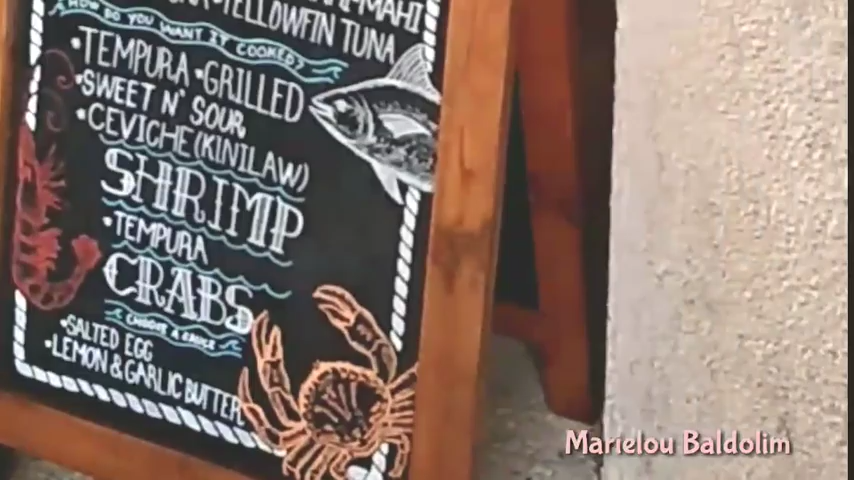 YELLOWFIN TUNA
HOW DO YOU WANT IT COOKED?
•TEMPURA •GRILLED
•SWEET N' SOUR
•CEVICHE (KINILAW)
SHRIMP
•TEMPURA
CRABS
CHOOSE A SAUCE
•SALTED EGG
•LEMON & GARLIC BUTTER
Marielou Baldolim